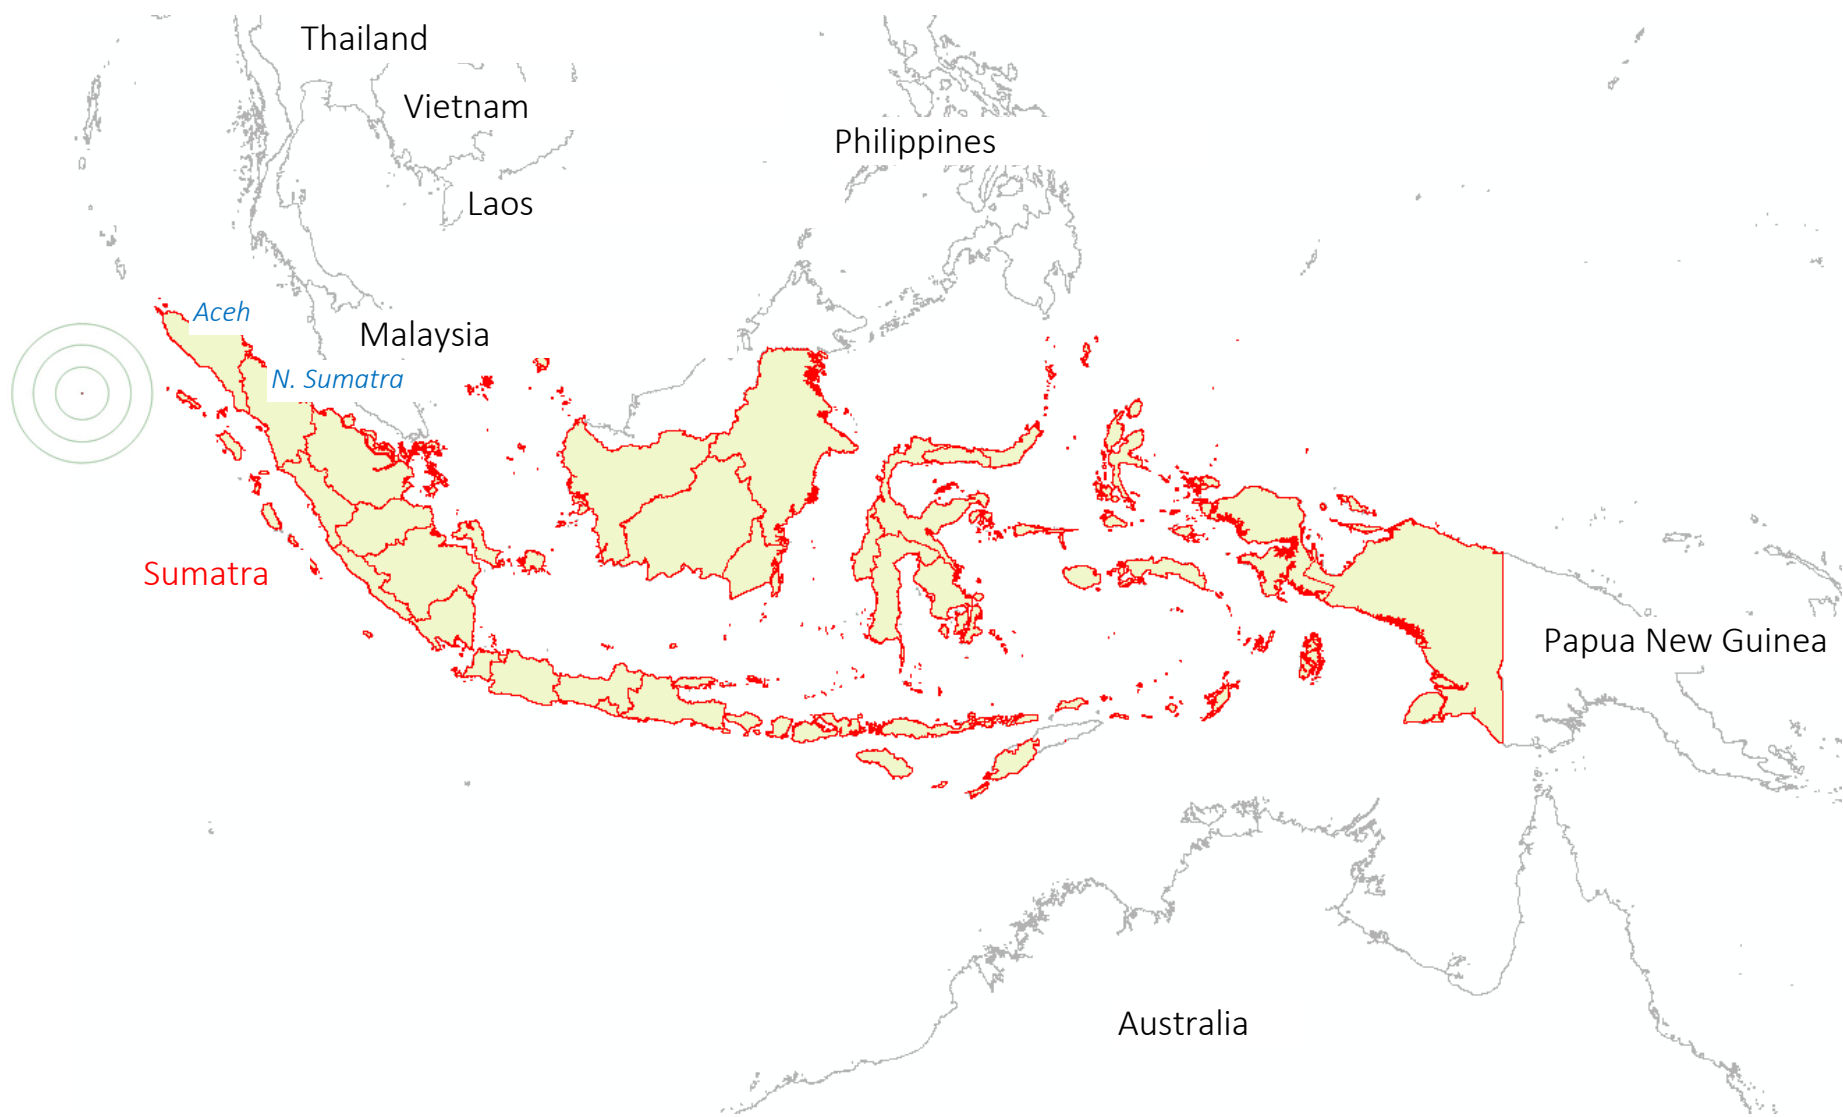 Thailand
Vietnam
Philippines
Laos
Aceh
Malaysia
N. Sumatra
Sumatra
Papua New Guinea
Australia